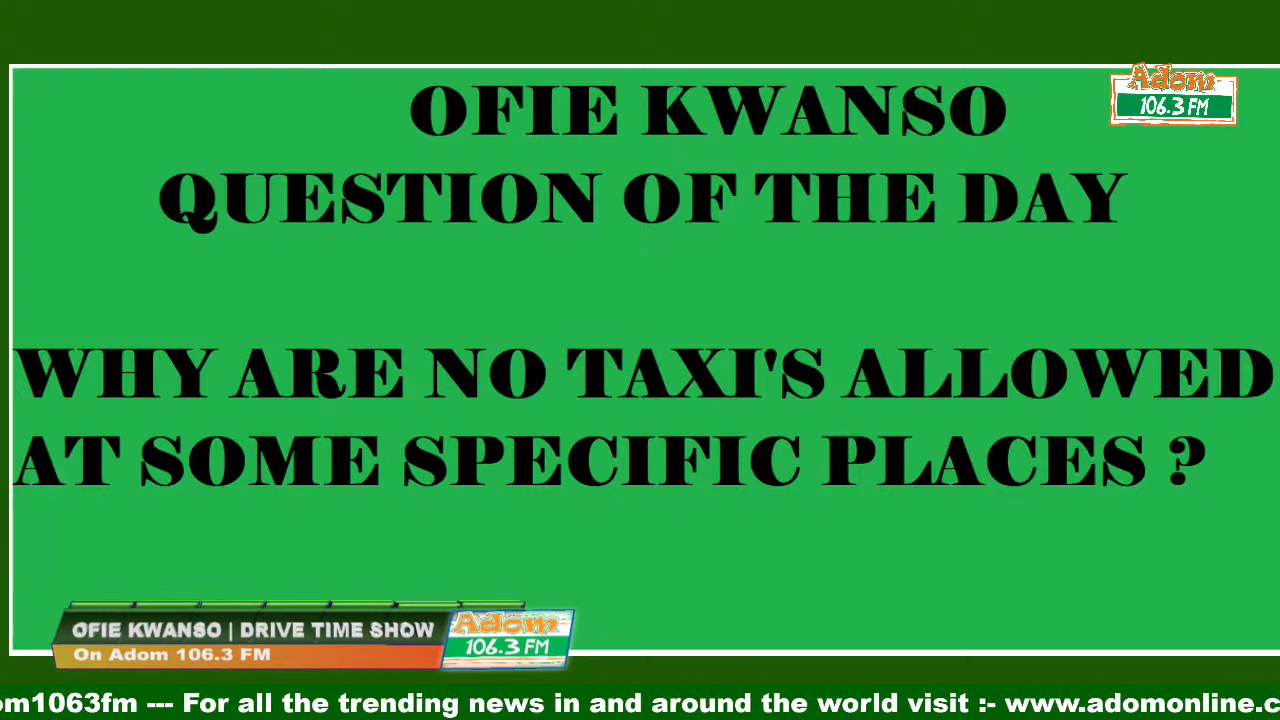 Adom
106.3 FM
OFIE KWANSO
QUESTION OF THE DAY
WHY ARE NO TAXI'S ALLOWED
AT SOME SPECIFIC PLACES ?
OFIE KWANSO | DRIVE TIME SHOW
On Adom 106.3 FM
Adom
106.3 FM
om1063fm --- For all the trending news in and around the world visit :- www.adomonline.c